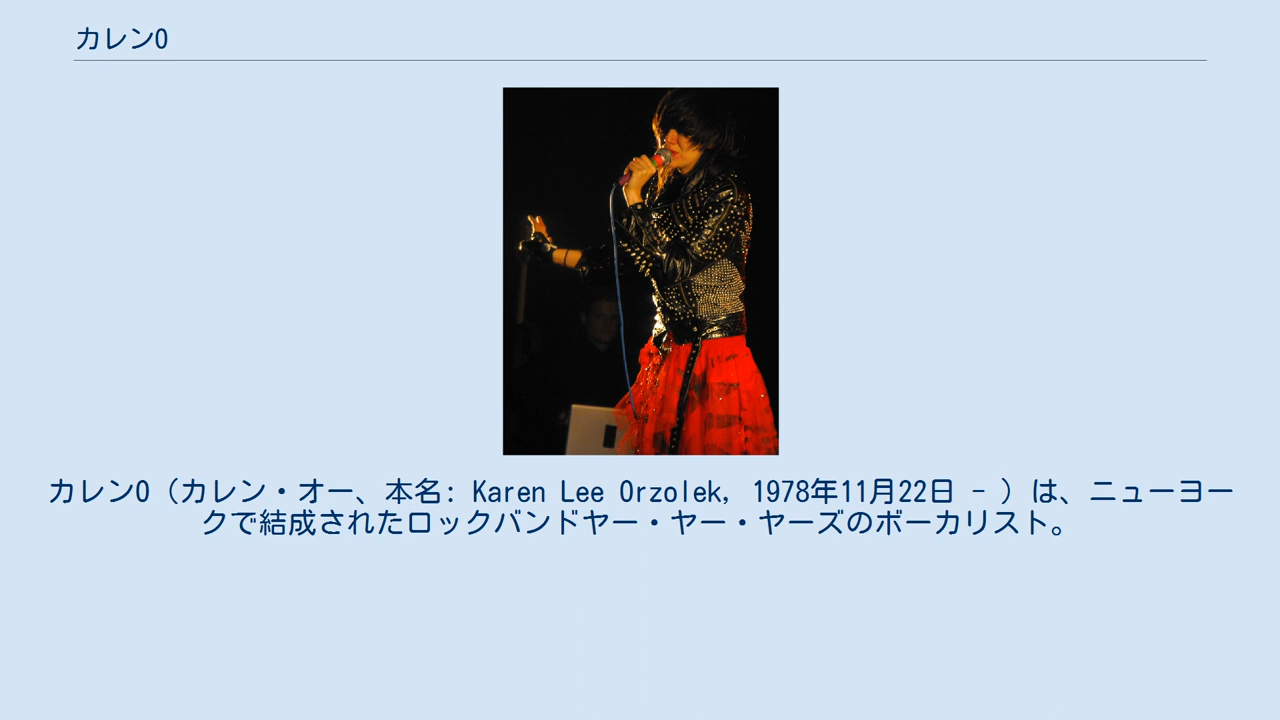 カレンO
カレンO（カレン・オー、本名: Karen Lee Orzolek, 1978年11月22日 - ）は、ニューヨー
クで結成されたロックバンドヤー・ヤー・ヤーズのボーカリスト。